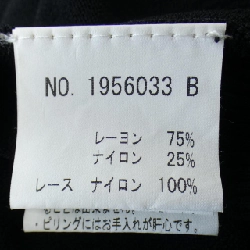 NO. 1956033 B
レーヨン 75%
ナイロン 25%
レース ナイロン 100%
ピリングにはお手入れが肝心です。